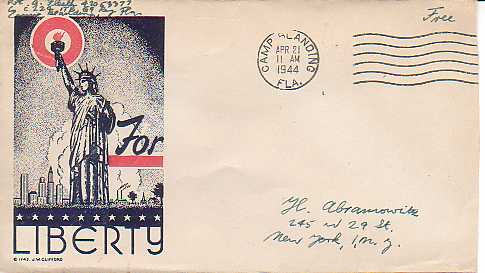 Free
CAMP BLANDING
APR 21
11 AM
1944
FLA.
For
LIBERTY
© 1943. J.W. CLIFFORD
H. Abramowitz
245 W 29 St.
New York, 1, N.Y.